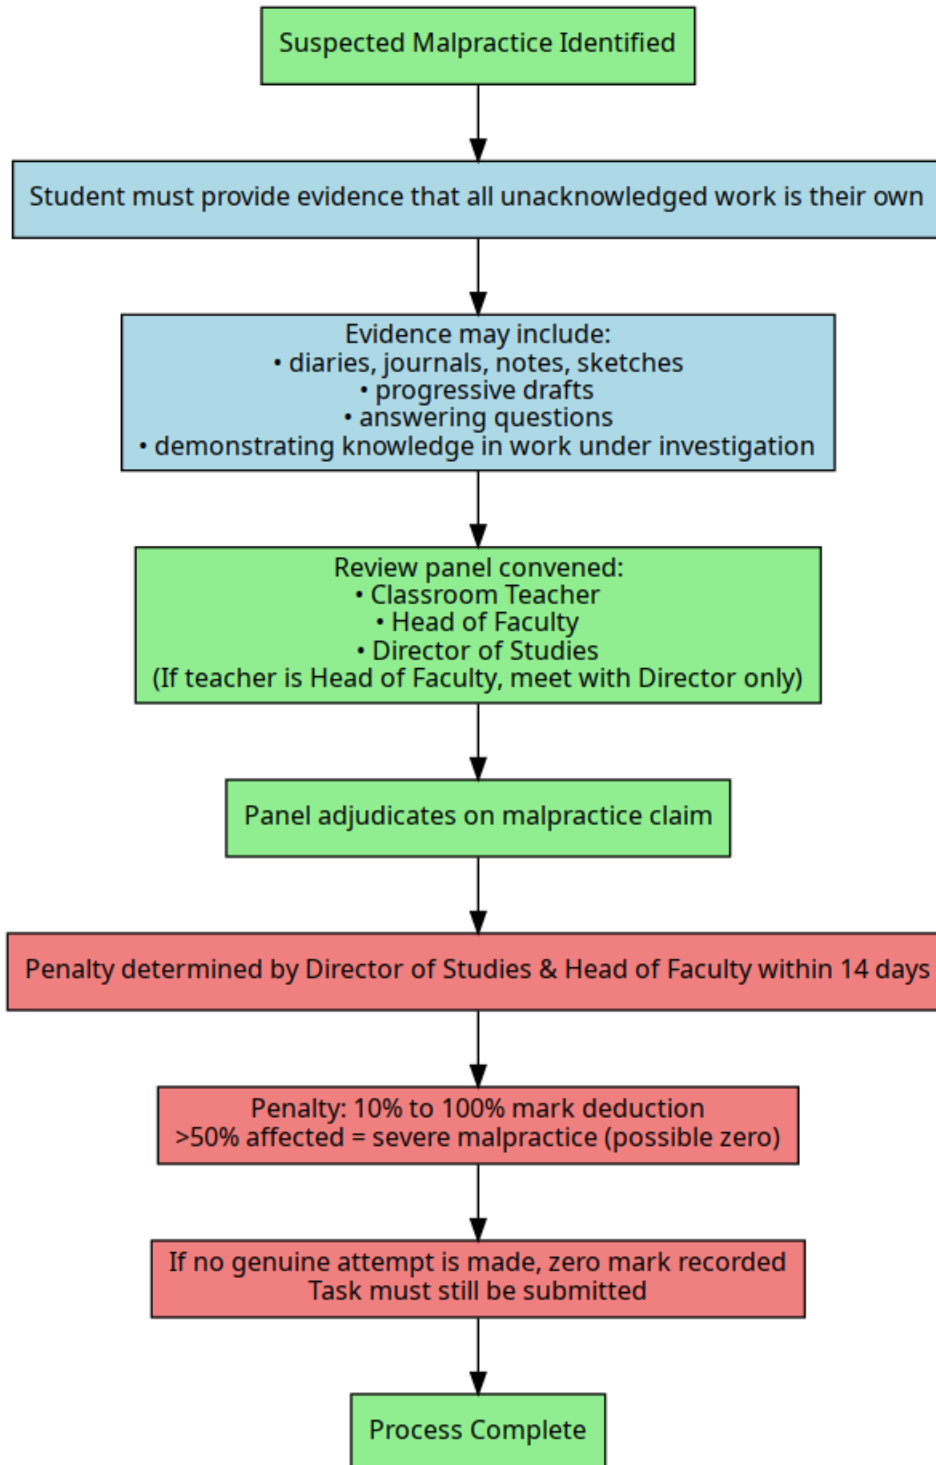 Suspected Malpractice Identified
Student must provide evidence that all unacknowledged work is their own
Evidence may include:
• diaries, journals, notes, sketches
• progressive drafts
• answering questions
• demonstrating knowledge in work under investigation
Review panel convened:
• Classroom Teacher
• Head of Faculty
• Director of Studies
(If teacher is Head of Faculty, meet with Director only)
Panel adjudicates on malpractice claim
Penalty determined by Director of Studies & Head of Faculty within 14 days
Penalty: 10% to 100% mark deduction
>50% affected = severe malpractice (possible zero)
If no genuine attempt is made, zero mark recorded
Task must still be submitted
Process Complete